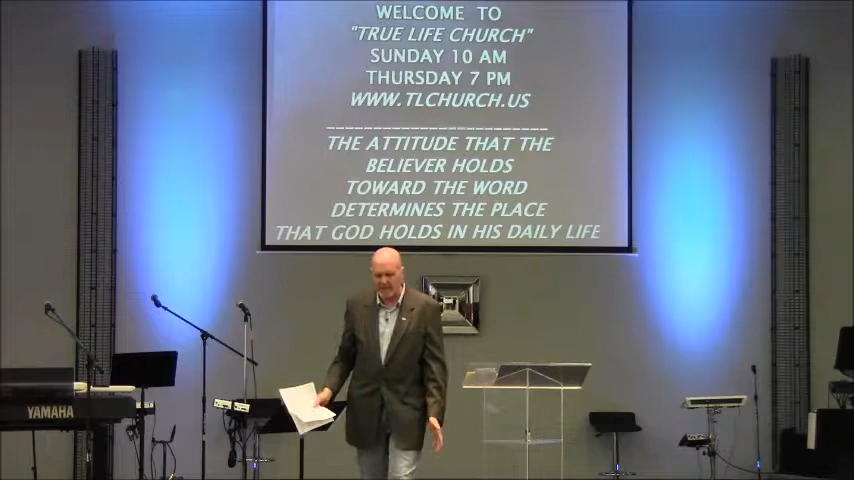 WELCOME TO
"TRUE LIFE CHURCH"
SUNDAY 10 AM
THURSDAY 7 PM
WWW.TLCHURCH.US
THE ATTITUDE THAT THE
BELIEVER HOLDS
TOWARD THE WORD
DETERMINES THE PLACE
THAT GOD HOLDS IN HIS DAILY LIFE
YAMAHA